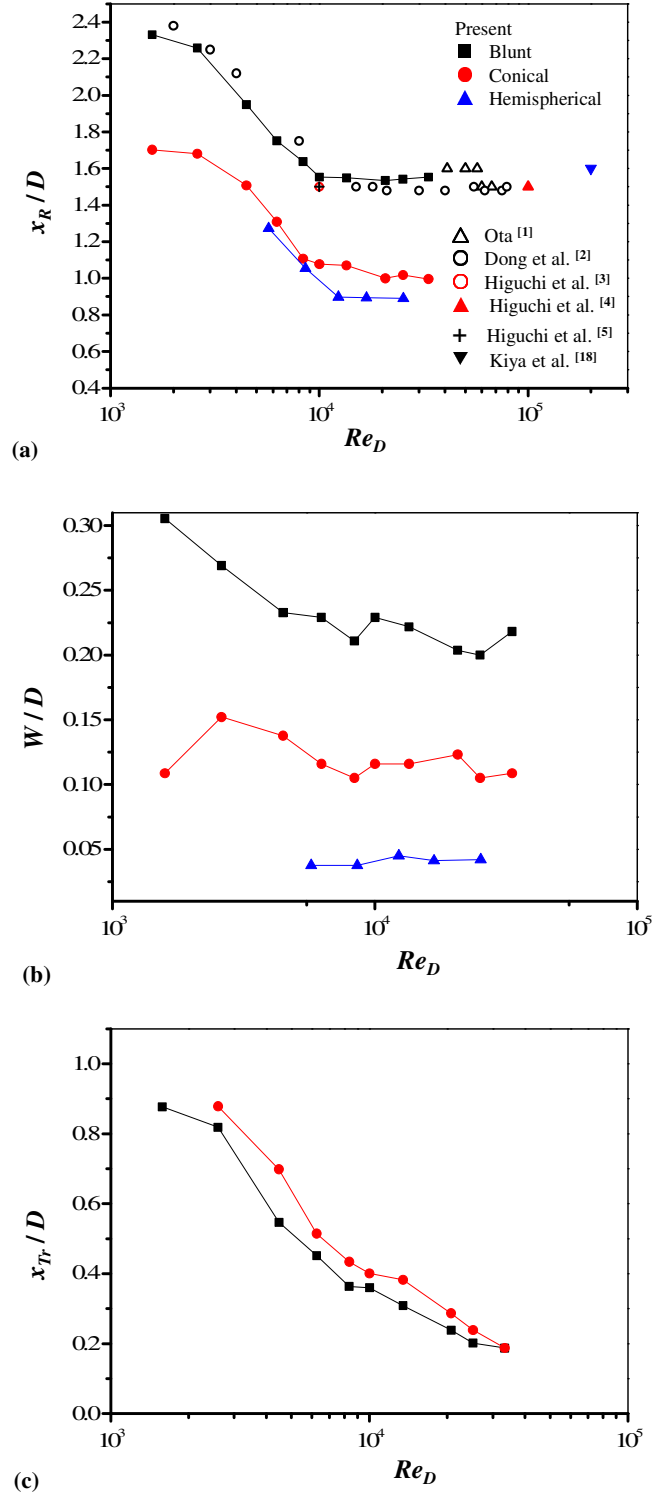 2.4
2.2
2.0
1.8
1.6
1.4
1.2
1.0
0.8
0.6
0.4
x_R / D
Present
Blunt
Conical
Hemispherical
Ota [1]
Dong et al. [2]
Higuchi et al. [3]
Higuchi et al. [4]
Higuchi et al. [5]
Kiya et al. [18]
10^3
10^4
10^5
Re_D
(a)
0.30
0.25
0.20
0.15
0.10
0.05
W / D
10^3
10^4
10^5
Re_D
(b)
1.0
0.8
0.6
0.4
0.2
0.0
x_Tr / D
10^3
10^4
10^5
Re_D
(c)